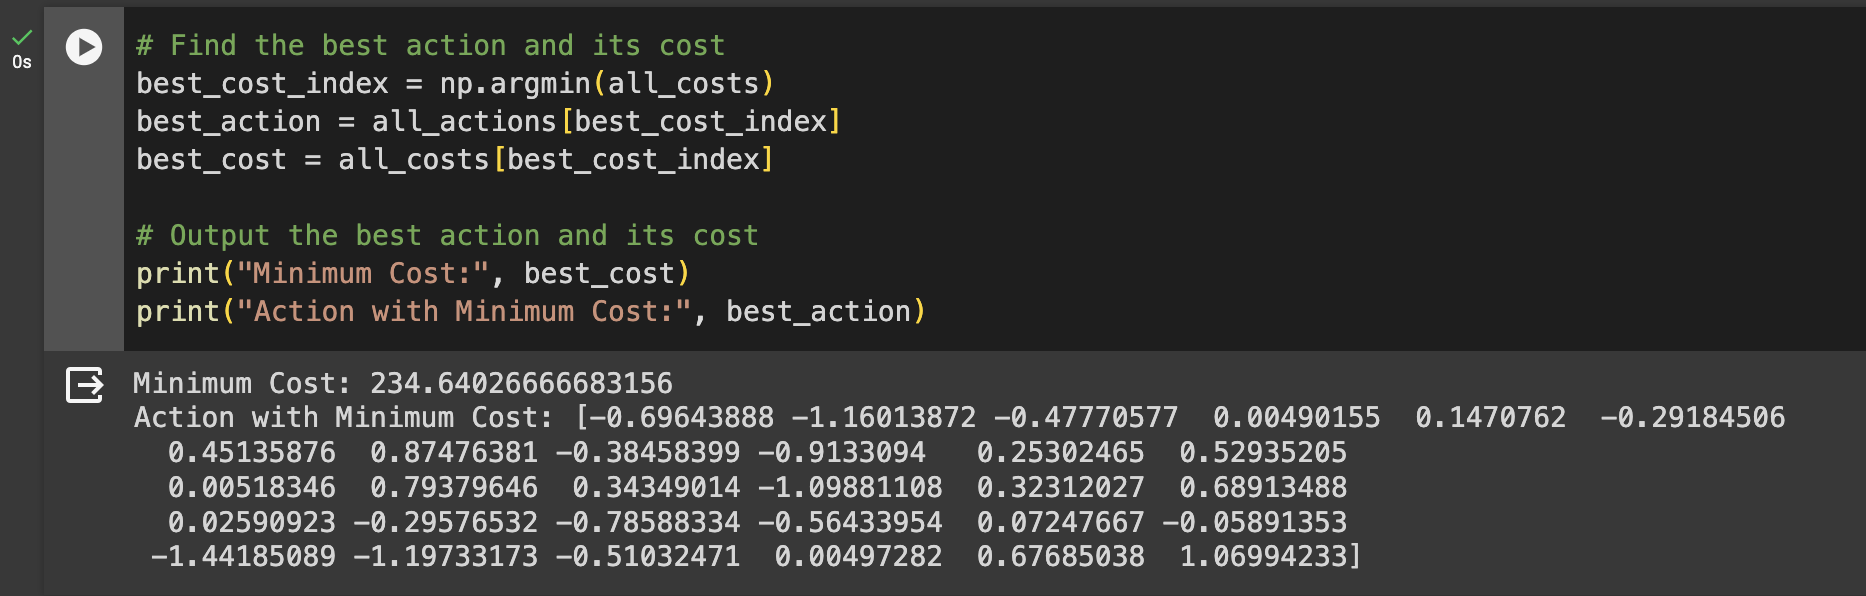 0s
# Find the best action and its cost
best_cost_index = np.argmin(all_costs)
best_action = all_actions[best_cost_index]
best_cost = all_costs[best_cost_index]
# Output the best action and its cost
print("Minimum Cost:", best_cost)
print("Action with Minimum Cost:", best_action)
Minimum Cost: 234.64026666683156
Action with Minimum Cost: [-0.69643888 -1.16013872 -0.47770577  0.00490155  0.1470762  -0.29184506
  0.45135876  0.87476381 -0.38458399 -0.9133094   0.25302465  0.52935205
  0.00518346  0.79379646  0.34349014 -1.09881108  0.32312027  0.68913488
  0.02590923 -0.29576532 -0.78588334 -0.56433954  0.07247667 -0.05891353
 -1.44185089 -1.19733173 -0.51032471  0.00497282  0.67685038  1.06994233]